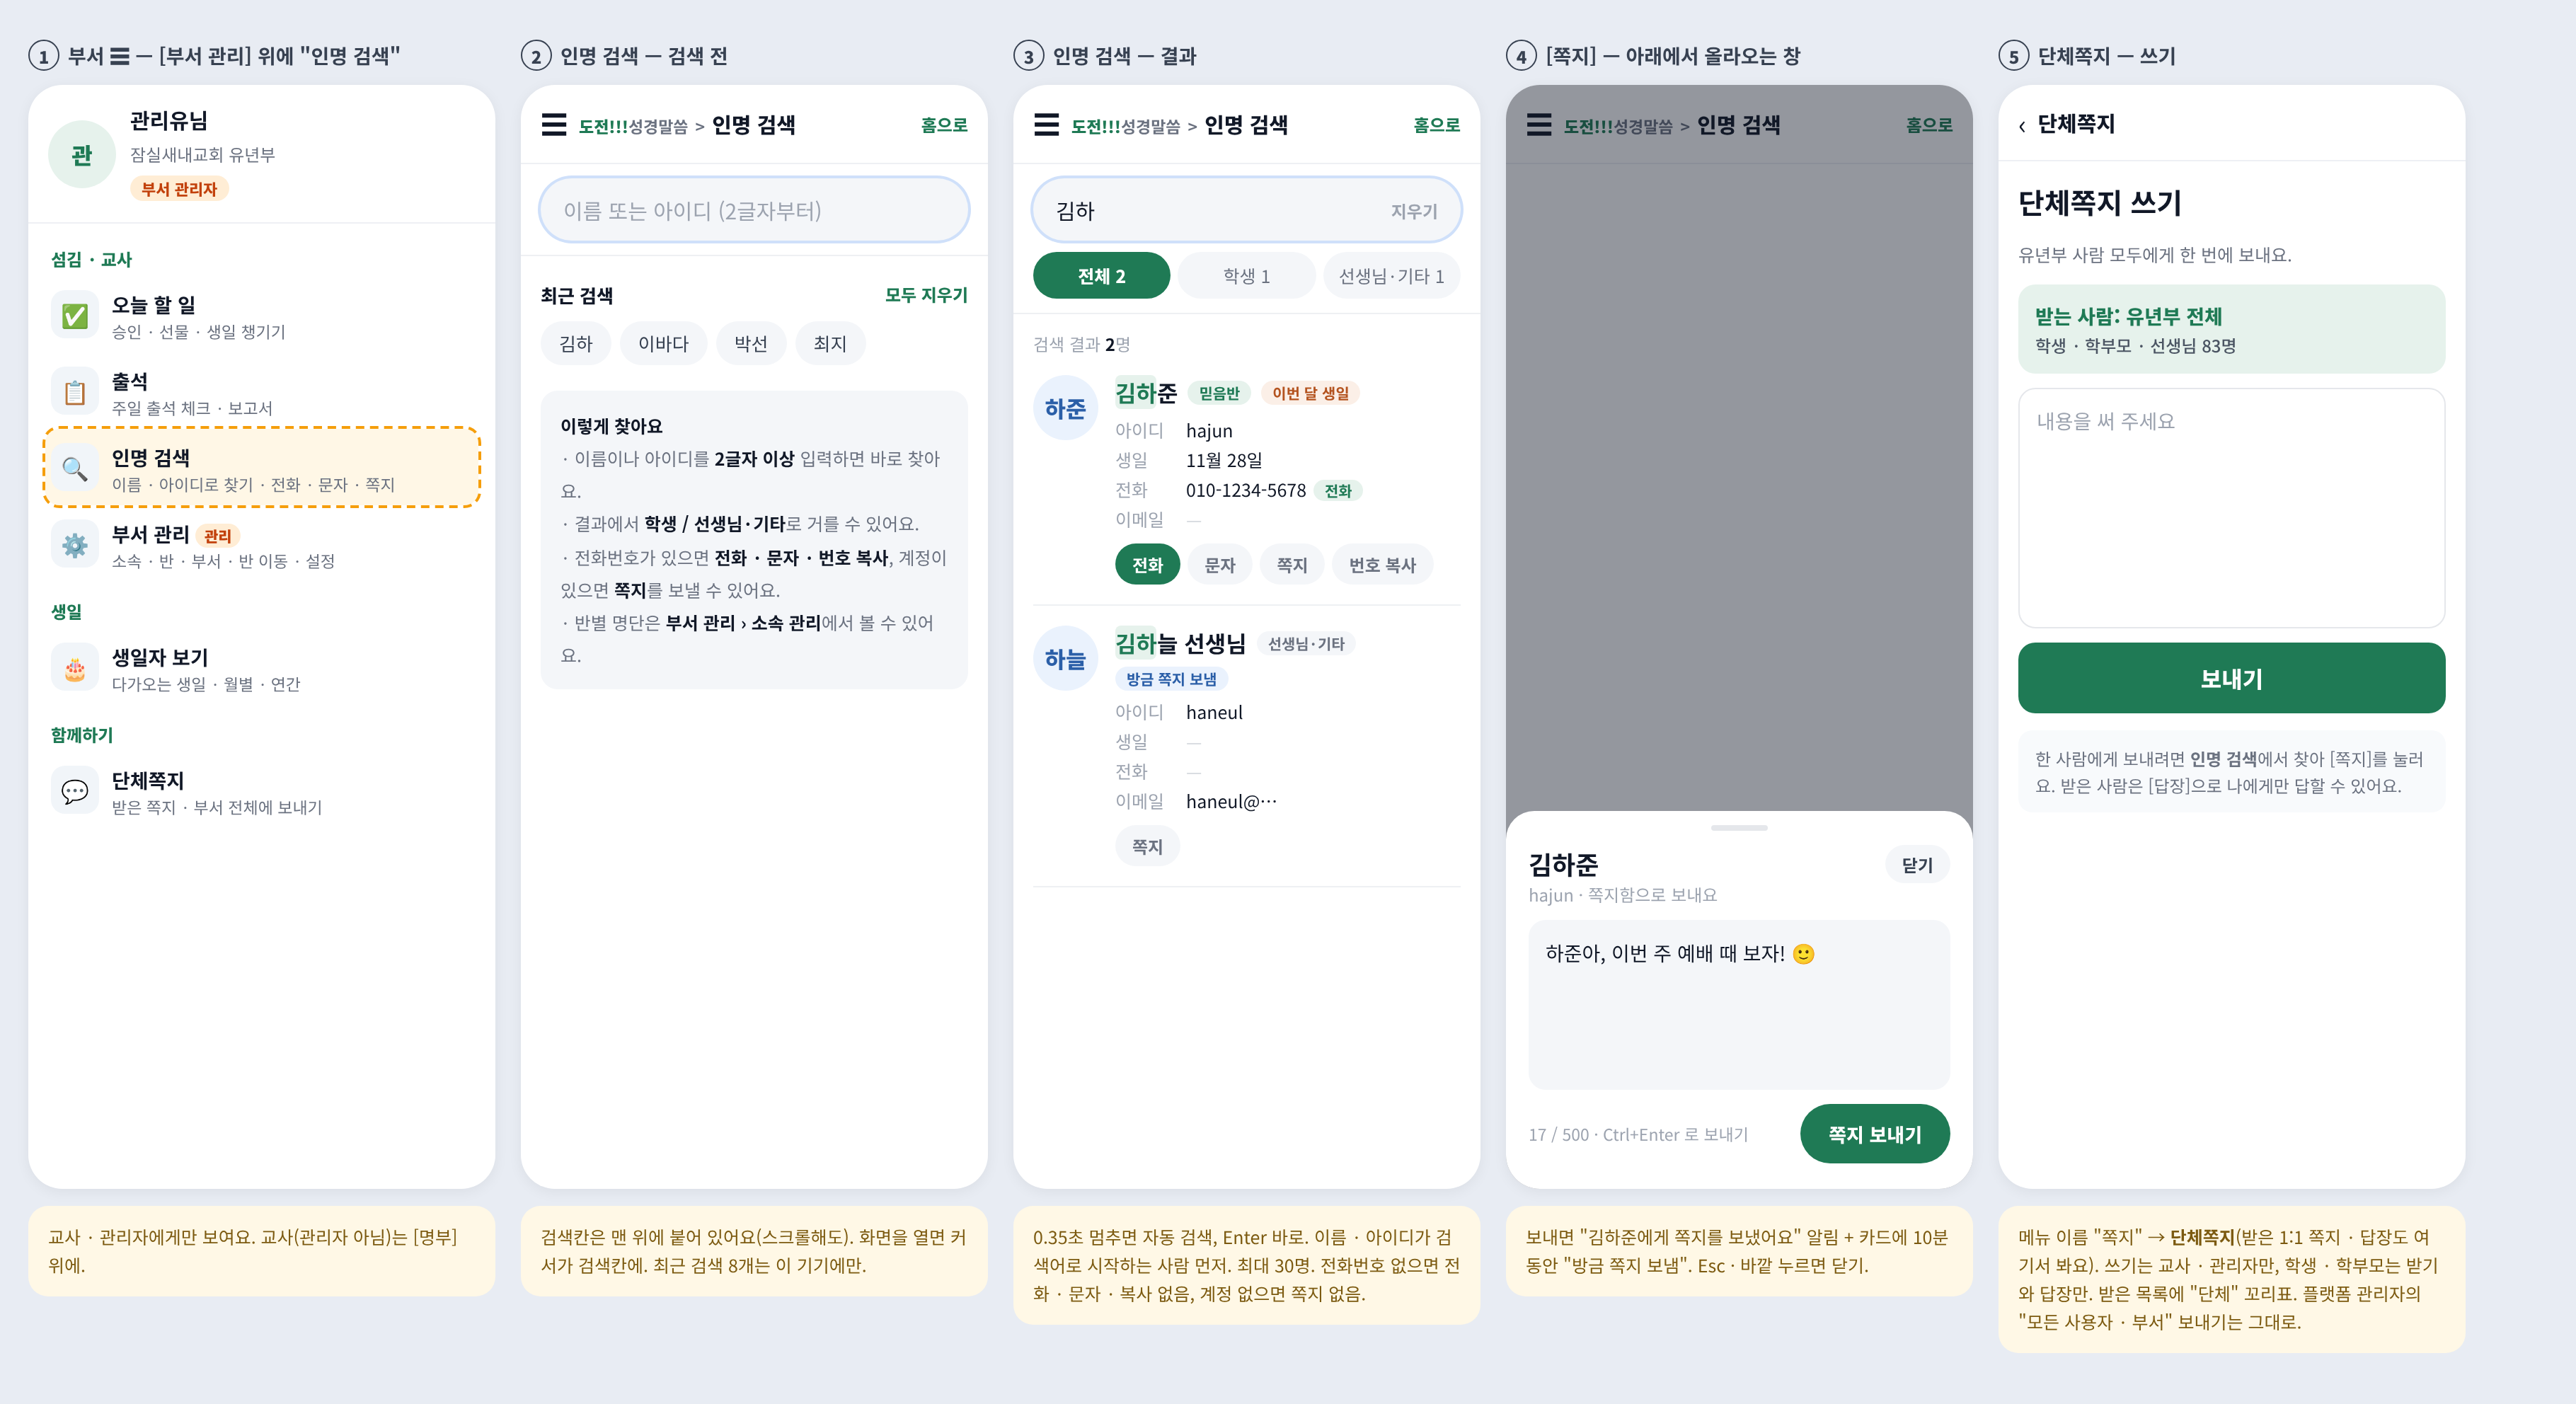 ① 부서 ☰ — [부서 관리] 위에 "인명 검색"
관
관리유님
잠실새내교회 유년부
부서 관리자
섬김 · 교사
오늘 할 일
승인 · 선물 · 생일 챙기기
출석
주일 출석 체크 · 보고서
인명 검색
이름 · 아이디로 찾기 · 전화 · 문자 · 쪽지
부서 관리 관리
소속 · 반 · 부서 · 반 이동 · 설정
생일
생일자 보기
다가오는 생일 · 월별 · 연간
함께하기
단체쪽지
받은 쪽지 · 부서 전체에 보내기
교사 · 관리자에게만 보여요. 교사(관리자 아님)는 [명부]
위에.
② 인명 검색 — 검색 전
☰ 도전!!!성경말씀 > 인명 검색 홈으로
이름 또는 아이디 (2글자부터)
최근 검색 모두 지우기
김하 이바다 박선 최지
이렇게 찾아요
· 이름이나 아이디를 2글자 이상 입력하면 바로 찾아
요.
· 결과에서 학생 / 선생님·기타로 거를 수 있어요.
· 전화번호가 있으면 전화 · 문자 · 번호 복사, 계정이
있으면 쪽지를 보낼 수 있어요.
· 반별 명단은 부서 관리 › 소속 관리에서 볼 수 있어
요.
검색칸은 맨 위에 붙어 있어요(스크롤해도). 화면을 열면 커
서가 검색칸에. 최근 검색 8개는 이 기기에만.
③ 인명 검색 — 결과
☰ 도전!!!성경말씀 > 인명 검색 홈으로
김하 지우기
전체 2 학생 1 선생님·기타 1
검색 결과 2명
하준
김하준 믿음반 이번 달 생일
아이디 hajun
생일 11월 28일
전화 010-1234-5678 전화
이메일 —
전화 문자 쪽지 번호 복사
하늘
김하늘 선생님 선생님·기타
방금 쪽지 보냄
아이디 haneul
생일 —
전화 —
이메일 haneul@⋯
쪽지
0.35초 멈추면 자동 검색, Enter 바로. 이름 · 아이디가 검
색어로 시작하는 사람 먼저. 최대 30명. 전화번호 없으면 전
화 · 문자 · 복사 없음, 계정 없으면 쪽지 없음.
④ [쪽지] — 아래에서 올라오는 창
☰ 도전!!!성경말씀 > 인명 검색 홈으로
김하준 닫기
hajun · 쪽지함으로 보내요
하준아, 이번 주 예배 때 보자! 🙂
17 / 500 · Ctrl+Enter 로 보내기 쪽지 보내기
보내면 "김하준에게 쪽지를 보냈어요" 알림 + 카드에 10분
동안 "방금 쪽지 보냄". Esc · 바깥 누르면 닫기.
⑤ 단체쪽지 — 쓰기
‹ 단체쪽지
단체쪽지 쓰기
유년부 사람 모두에게 한 번에 보내요.
받는 사람: 유년부 전체
학생 · 학부모 · 선생님 83명
내용을 써 주세요
보내기
한 사람에게 보내려면 인명 검색에서 찾아 [쪽지]를 눌러
요. 받은 사람은 [답장]으로 나에게만 답할 수 있어요.
메뉴 이름 "쪽지" → 단체쪽지(받은 1:1 쪽지 · 답장도 여
기서 봐요). 쓰기는 교사 · 관리자만, 학생 · 학부모는 받기
와 답장만. 받은 목록에 "단체" 꼬리표. 플랫폼 관리자의
"모든 사용자 · 부서" 보내기는 그대로.